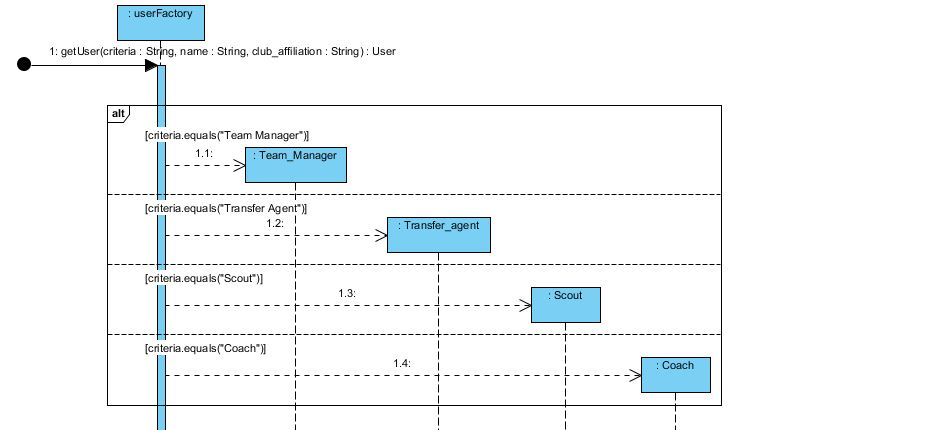 : userFactory
1: getUser(criteria : String, name : String, club_affiliation : String) : User
alt
[criteria.equals("Team Manager")]
1.1:
: Team_Manager
[criteria.equals("Transfer Agent")]
1.2:
: Transfer_agent
[criteria.equals("Scout")]
1.3:
: Scout
[criteria.equals("Coach")]
1.4:
: Coach